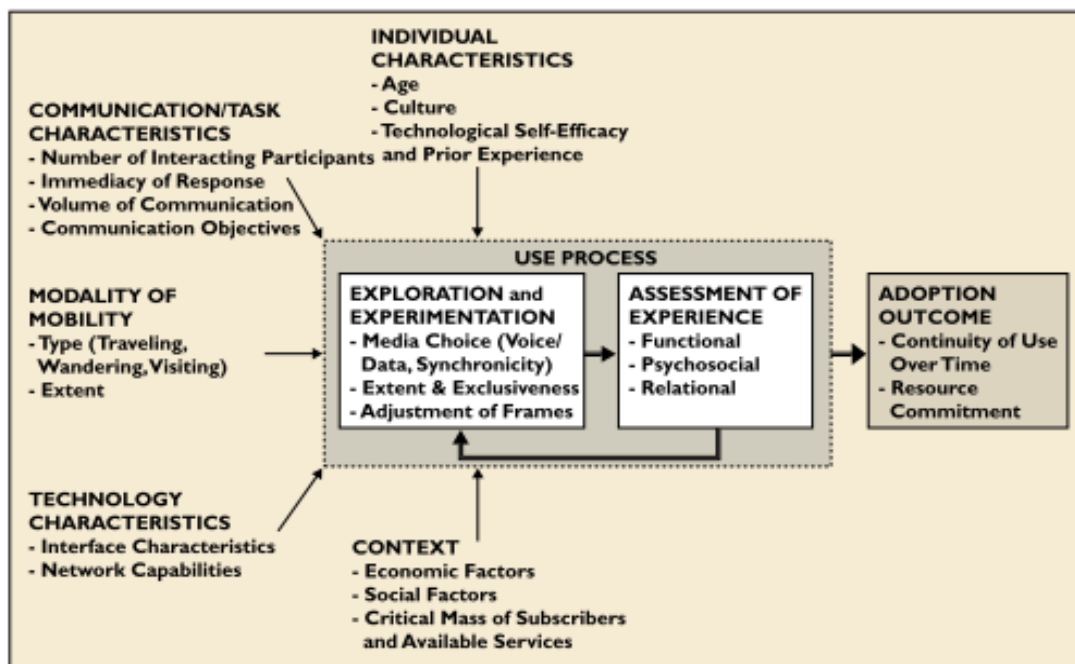 INDIVIDUAL
CHARACTERISTICS
- Age
- Culture
- Technological Self-Efficacy
and Prior Experience
COMMUNICATION/TASK
CHARACTERISTICS
- Number of Interacting Participants
- Immediacy of Response
- Volume of Communication
- Communication Objectives
MODALITY OF
MOBILITY
- Type (Traveling,
Wandering, Visiting)
- Extent
TECHNOLOGY
CHARACTERISTICS
- Interface Characteristics
- Network Capabilities
USE PROCESS
EXPLORATION and
EXPERIMENTATION
- Media Choice (Voice/
Data, Synchronicity)
- Extent & Exclusiveness
- Adjustment of Frames
ASSESSMENT OF
EXPERIENCE
- Functional
- Psychosocial
- Relational
ADOPTION
OUTCOME
- Continuity of Use
Over Time
- Resource
Commitment
CONTEXT
- Economic Factors
- Social Factors
- Critical Mass of Subscribers
and Available Services